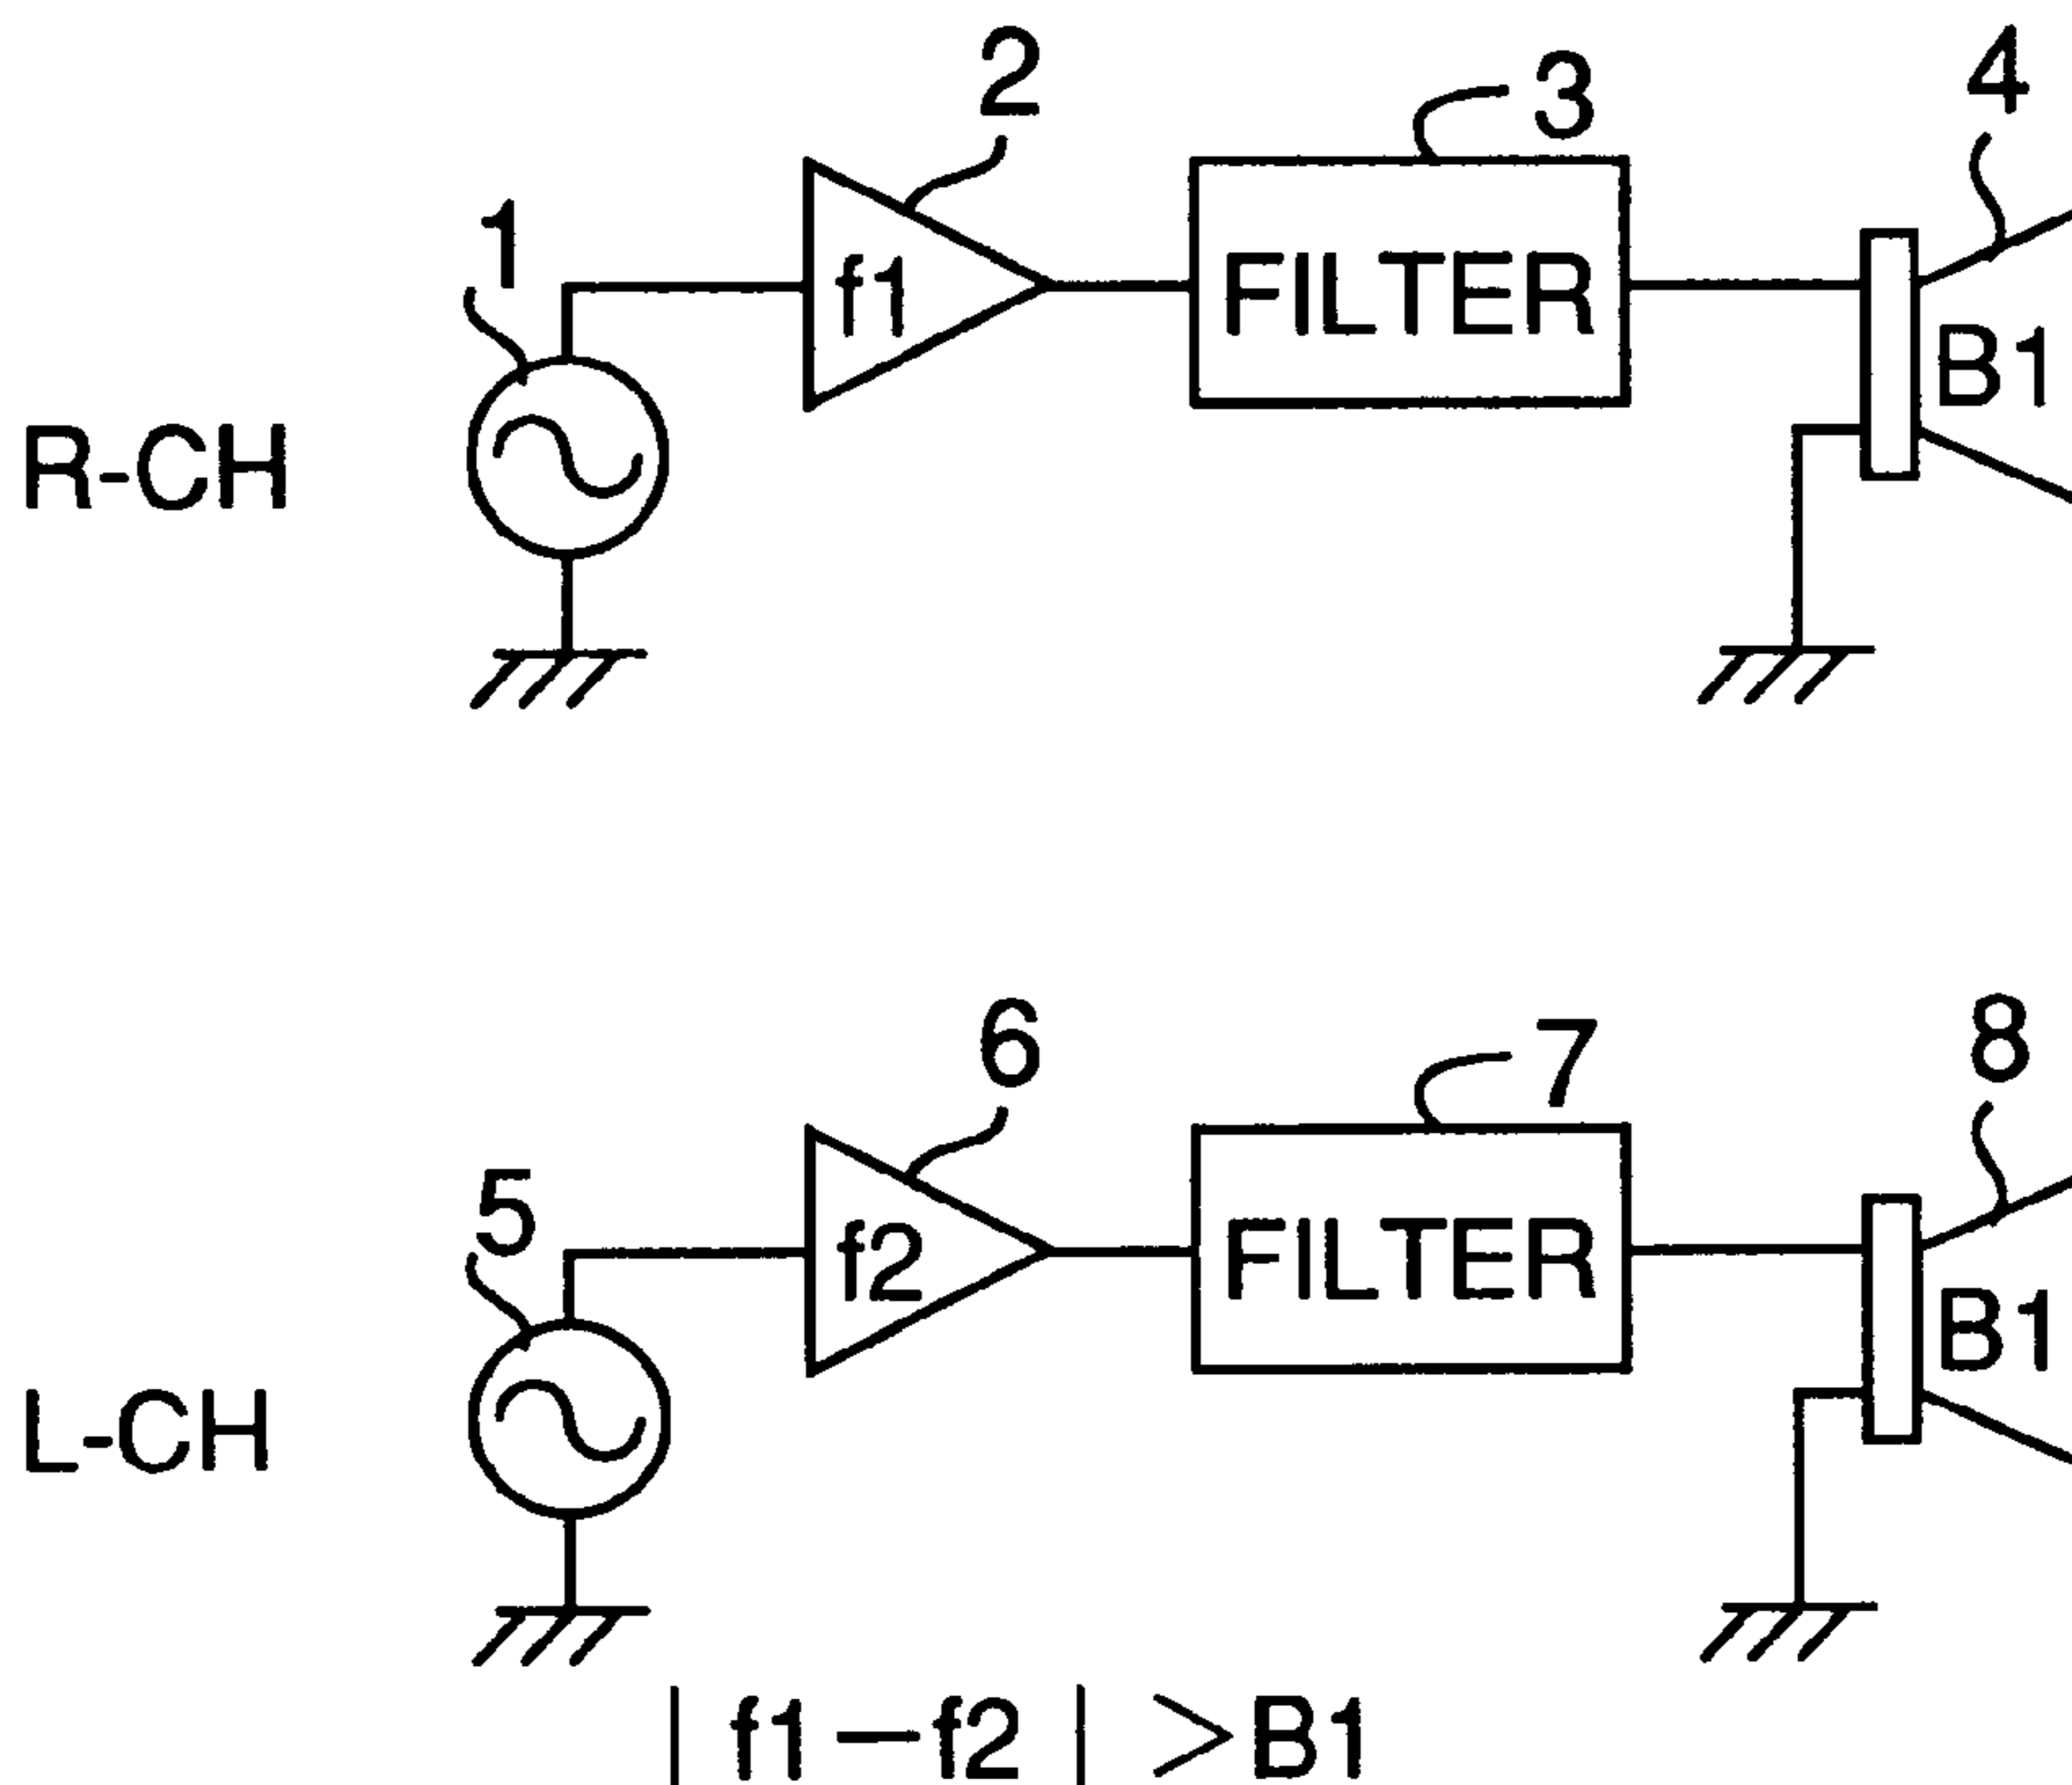 2
3
4
1
f1
FILTER
B1
R-CH
6
7
8
5
f2
FILTER
B1
L-CH
| f1−f2 | >B1